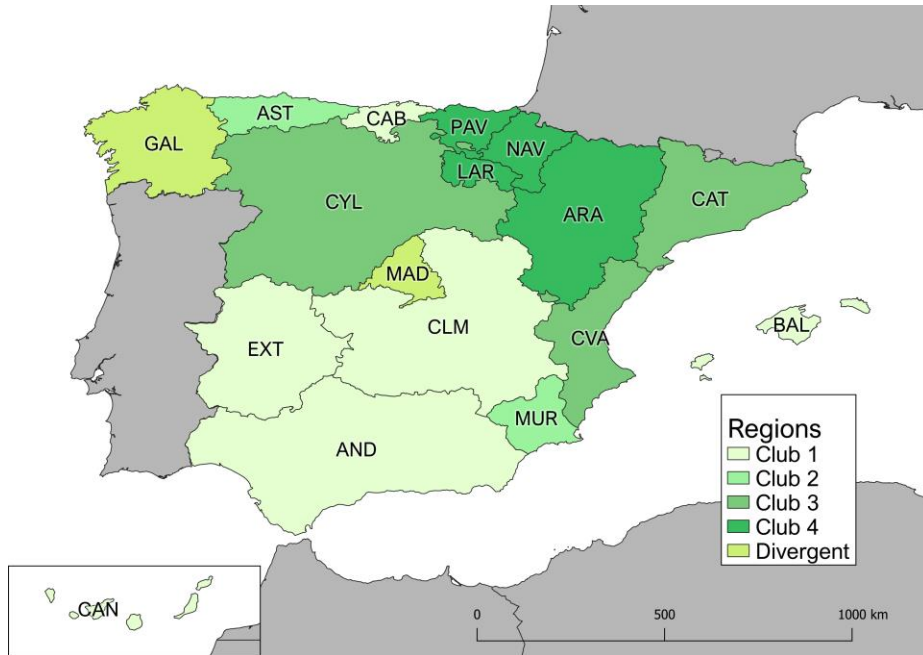 AST
CAB
PAV
NAV
GAL
LAR
CYL
ARA
CAT
MAD
CLM
BAL
EXT
CVA
MUR
AND
Regions
Club 1
Club 2
Club 3
Club 4
Divergent
CAN
0 500 1000 km